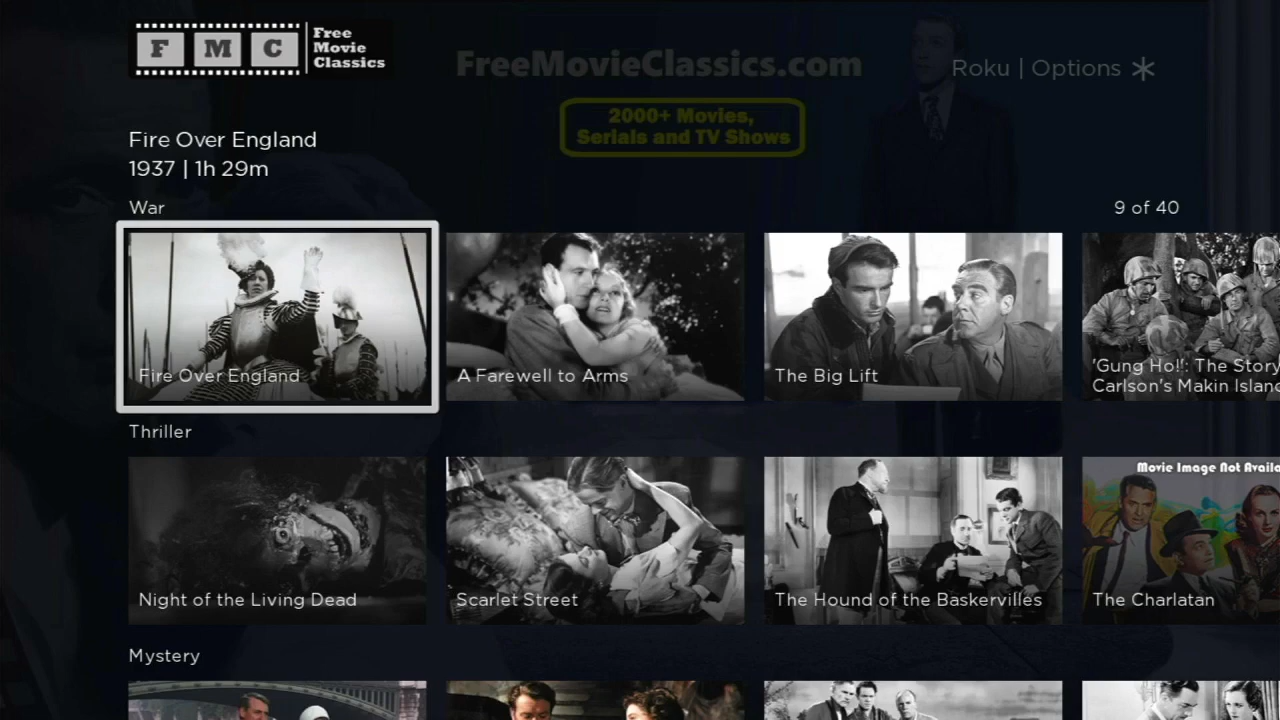 F M C
Free
Movie
Classics
FreeMovieClassics.com
Roku | Options
2000+ Movies,
Serials and TV Shows
Fire Over England
1937 | 1h 29m
War
9 of 40
Fire Over England
A Farewell to Arms
The Big Lift
'Gung Ho!': The Story
Carlson's Makin Island
Thriller
Movie Image Not Availa
Night of the Living Dead
Scarlet Street
The Hound of the Baskervilles
The Charlatan
Mystery